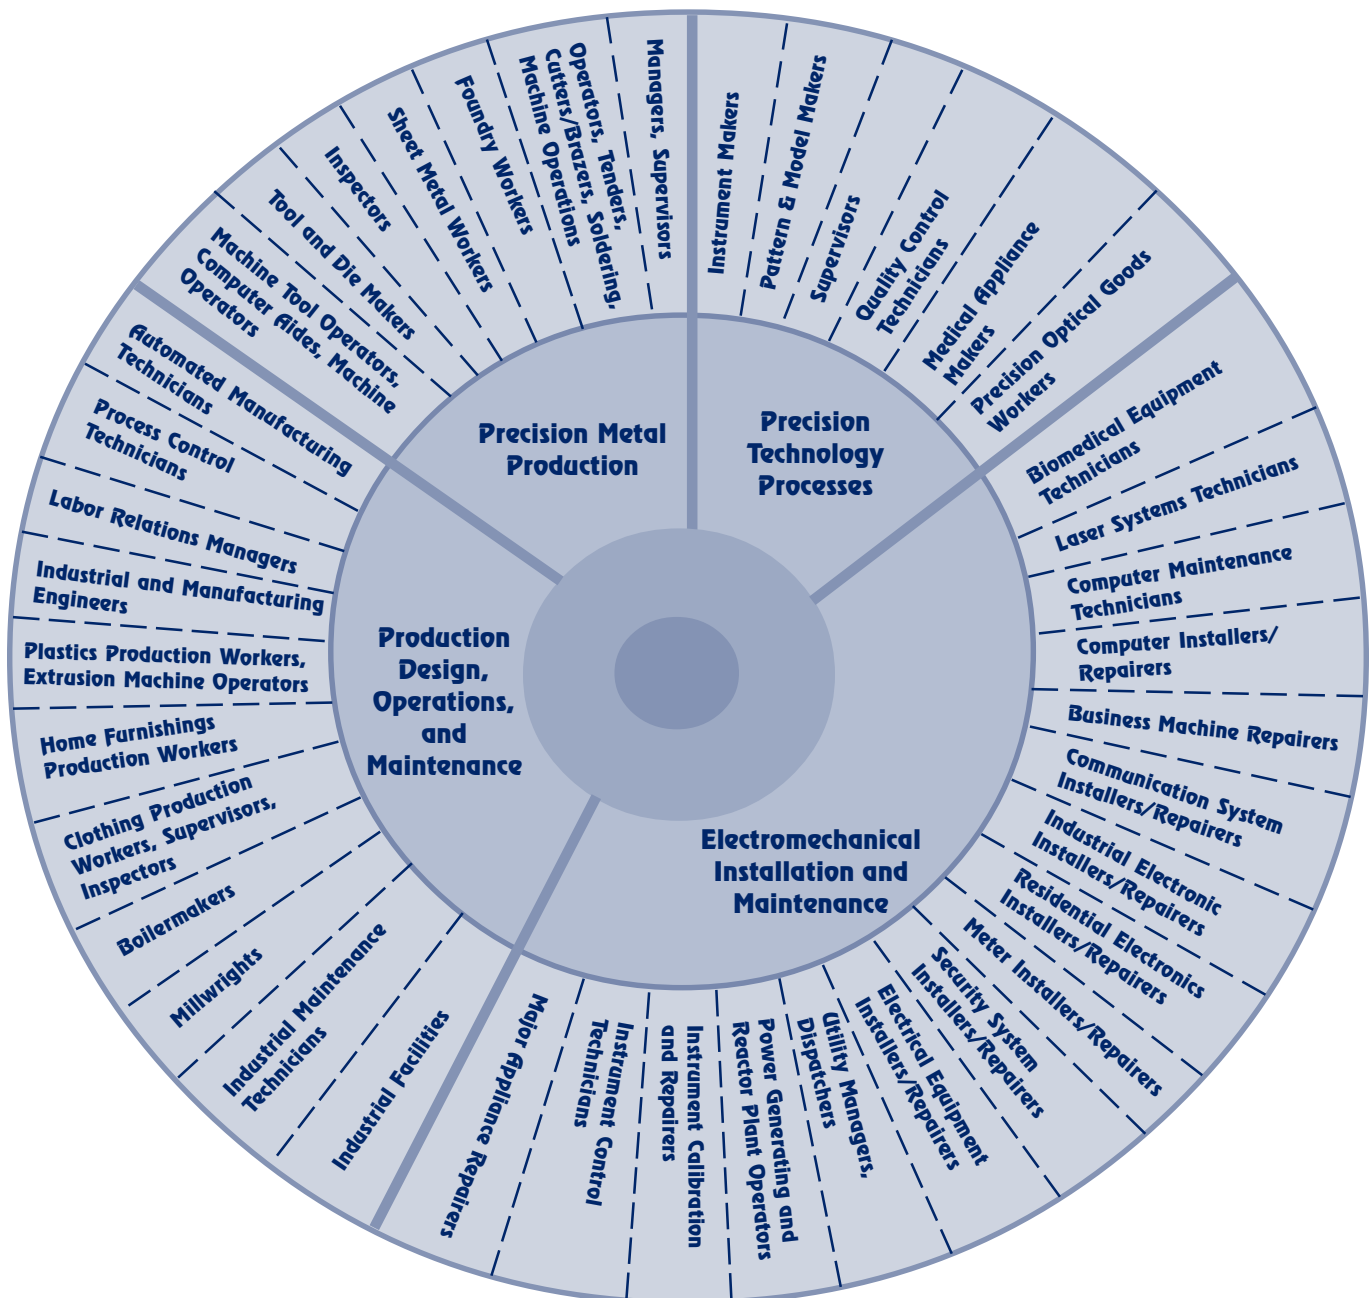 Precision Metal
Production
Managers, Supervisors
Operators, Tenders,
Cutters/Brazers, Soldering,
Machine Operations
Foundry Workers
Sheet Metal Workers
Inspectors
Tool and Die Makers
Machine Tool Operators,
Computer Aides, Machine
Operators
Precision
Technology
Processes
Instrument Makers
Pattern & Model Makers
Supervisors
Quality Control
Technicians
Medical Appliance
Makers
Precision Optical Goods
Workers
Electromechanical
Installation and
Maintenance
Biomedical Equipment
Technicians
Laser Systems Technicians
Computer Maintenance
Technicians
Computer Installers/
Repairers
Business Machine Repairers
Communication System
Installers/Repairers
Industrial Electronic
Installers/Repairers
Residential Electronics
Installers/Repairers
Meter Installers/Repairers
Security System
Installers/Repairers
Electrical Equipment
Installers/Repairers
Utility Managers,
Dispatchers
Power Generating and
Reactor Plant Operators
Instrument Calibration
and Repairers
Instrument Control
Technicians
Major Appliance Repairers
Production
Design,
Operations,
and
Maintenance
Industrial Facilities
Industrial Maintenance
Technicians
Millwrights
Boilermakers
Clothing Production
Workers, Supervisors,
Inspectors
Home Furnishings
Production Workers
Plastics Production Workers,
Extrusion Machine Operators
Industrial and Manufacturing
Engineers
Labor Relations Managers
Process Control
Technicians
Automated Manufacturing
Technicians